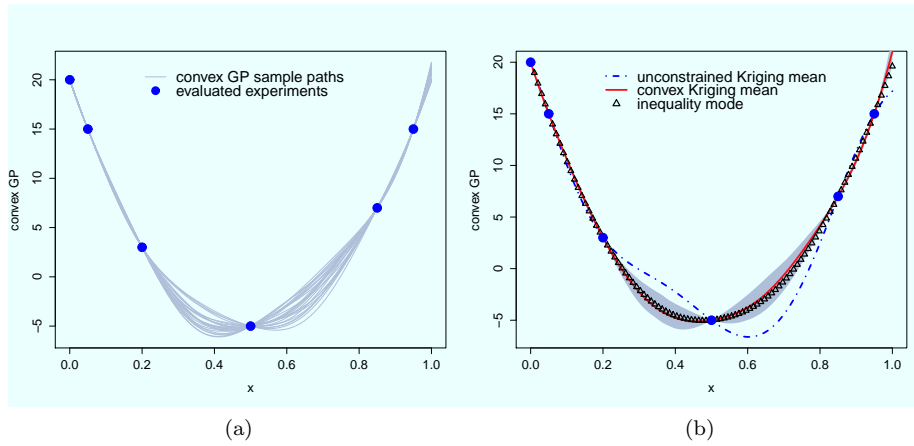 convex GP sample paths
evaluated experiments
convex GP
20
15
10
5
0
−5
0.0 0.2 0.4 0.6 0.8 1.0
x
(a)
unconstrained Kriging mean
convex Kriging mean
inequality mode
convex GP
20
15
10
5
0
−5
0.0 0.2 0.4 0.6 0.8 1.0
x
(b)